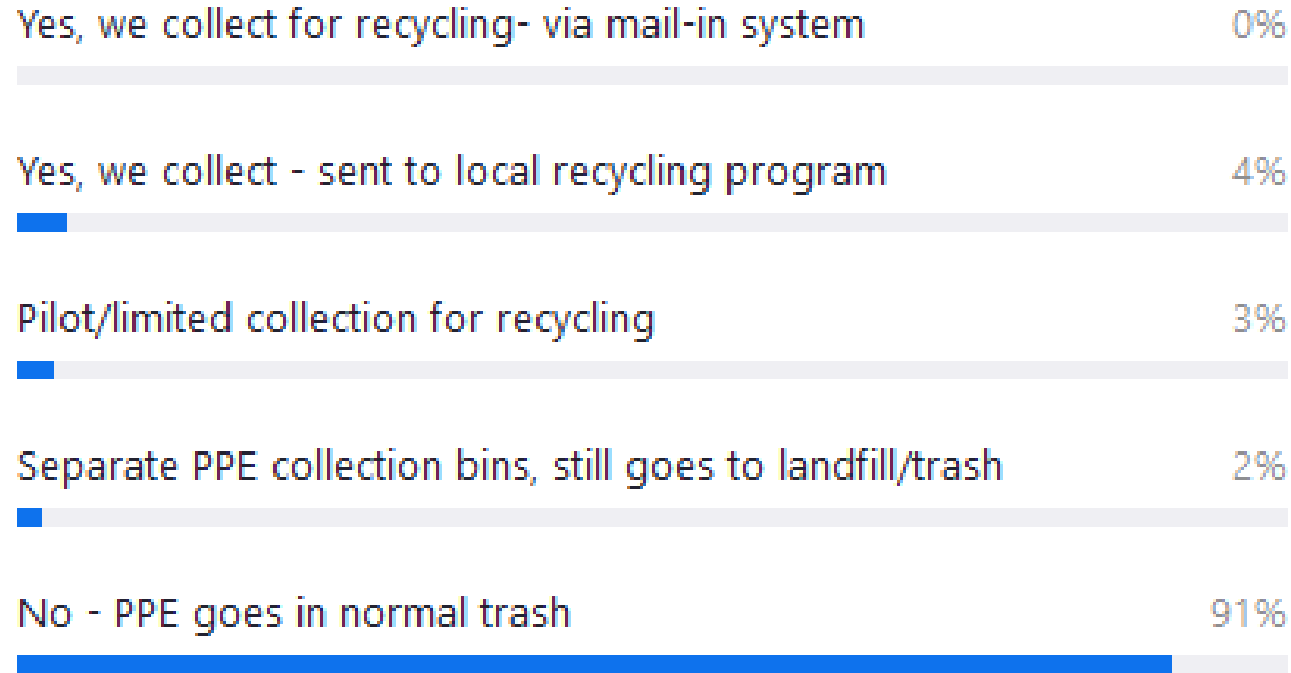 Yes, we collect for recycling- via mail-in system 0%
Yes, we collect - sent to local recycling program 4%
Pilot/limited collection for recycling 3%
Separate PPE collection bins, still goes to landfill/trash 2%
No - PPE goes in normal trash 91%